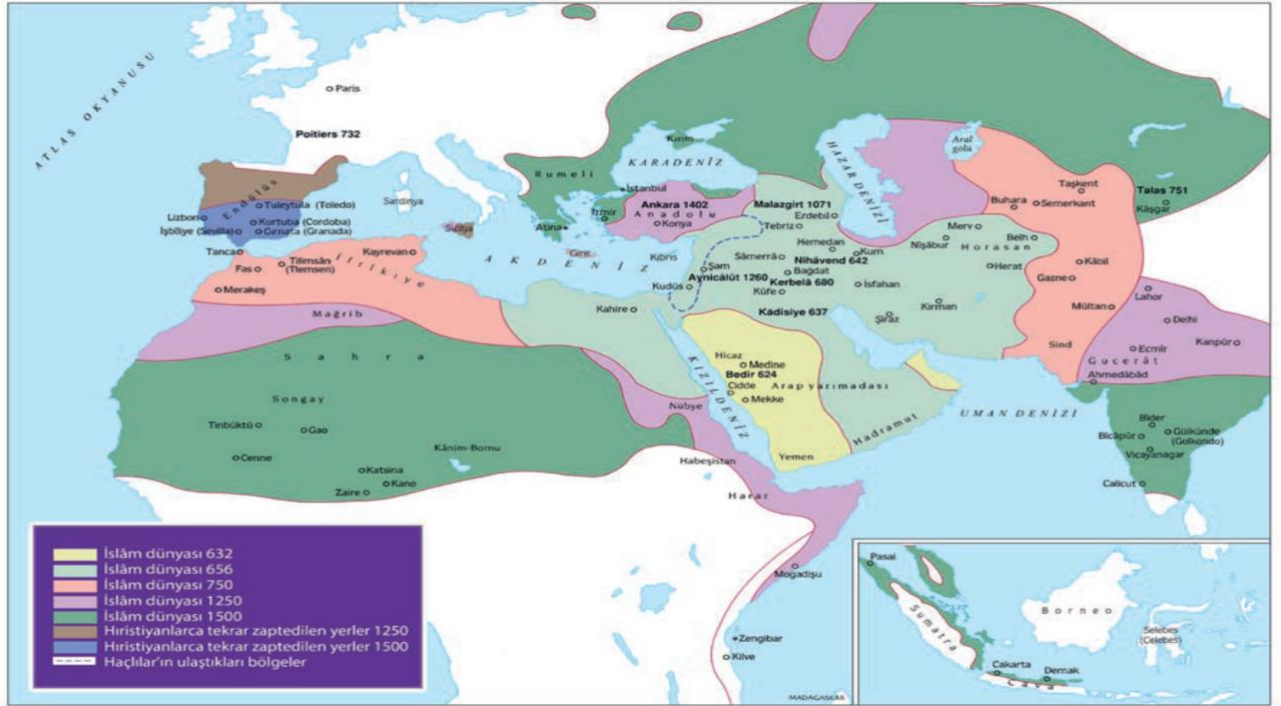 ATLAS OKYANUSU
Paris
Poitiers 732
Endülüs
Tuleytula (Toledo)
Lizbon
Kurtuba (Cordoba)
İşbîliye (Sevilla)
Gırnata (Granada)
Tanca
Fas
Tilimsân
(Tlemsen)
İfrîkıye
Kayrevan
Merakeş
Mağrib
Sardinya
Sicilya
Rumeli
Kırım
KARADENİZ
İstanbul
İzmir
Atina
Ankara 1402
Anadolu
Konya
Girit
Kıbrıs
AKDENİZ
HAZAR DENİZİ
Aral
gölü
Malazgirt 1071
Erdebil
Tebriz
Hemedan
Sâmerrâ
Kum
Nihâvend 642
Bağdat
Şam
Aynicâlût 1260
Kerbelâ 680
Kudüs
Kûfe
İsfahan
Kadisiye 637
Şiraz
Kirman
Kahire
Taşkent
Buhara
Semerkant
Talas 751
Kâşgar
Merv
Belh
Nîşâbur
Horasan
Herat
Kâbil
Gazne
Mûltan
Lahor
Delhi
Sind
Ecmîr
Kanpûr
Gucerât
Ahmedâbâd
Sahra
Songay
Tinbüktü
Gao
Cenne
Katsina
Kano
Zaire
Kânim-Bornu
Nübye
Habeşistan
Harar
KIZILDENİZ
Hicaz
Medine
Bedir 624
Cidde
Mekke
Arap yarımadası
Hadramut
Yemen
UMAN DENİZİ
Bîder
Bicâpûr
Gülkünde
(Golkondo)
Vicayanagar
Calicut
Mogadişu
Zengibar
Kilve
MADAGASKAR
İslâm dünyası 632
İslâm dünyası 656
İslâm dünyası 750
İslâm dünyası 1250
İslâm dünyası 1500
Hıristiyanlarca tekrar zaptedilen yerler 1250
Hıristiyanlarca tekrar zaptedilen yerler 1500
Haçlılar'ın ulaştıkları bölgeler
Pasai
Sumatra
Borneo
Selebes
(Celebes)
Cakarta
Demak
Cava